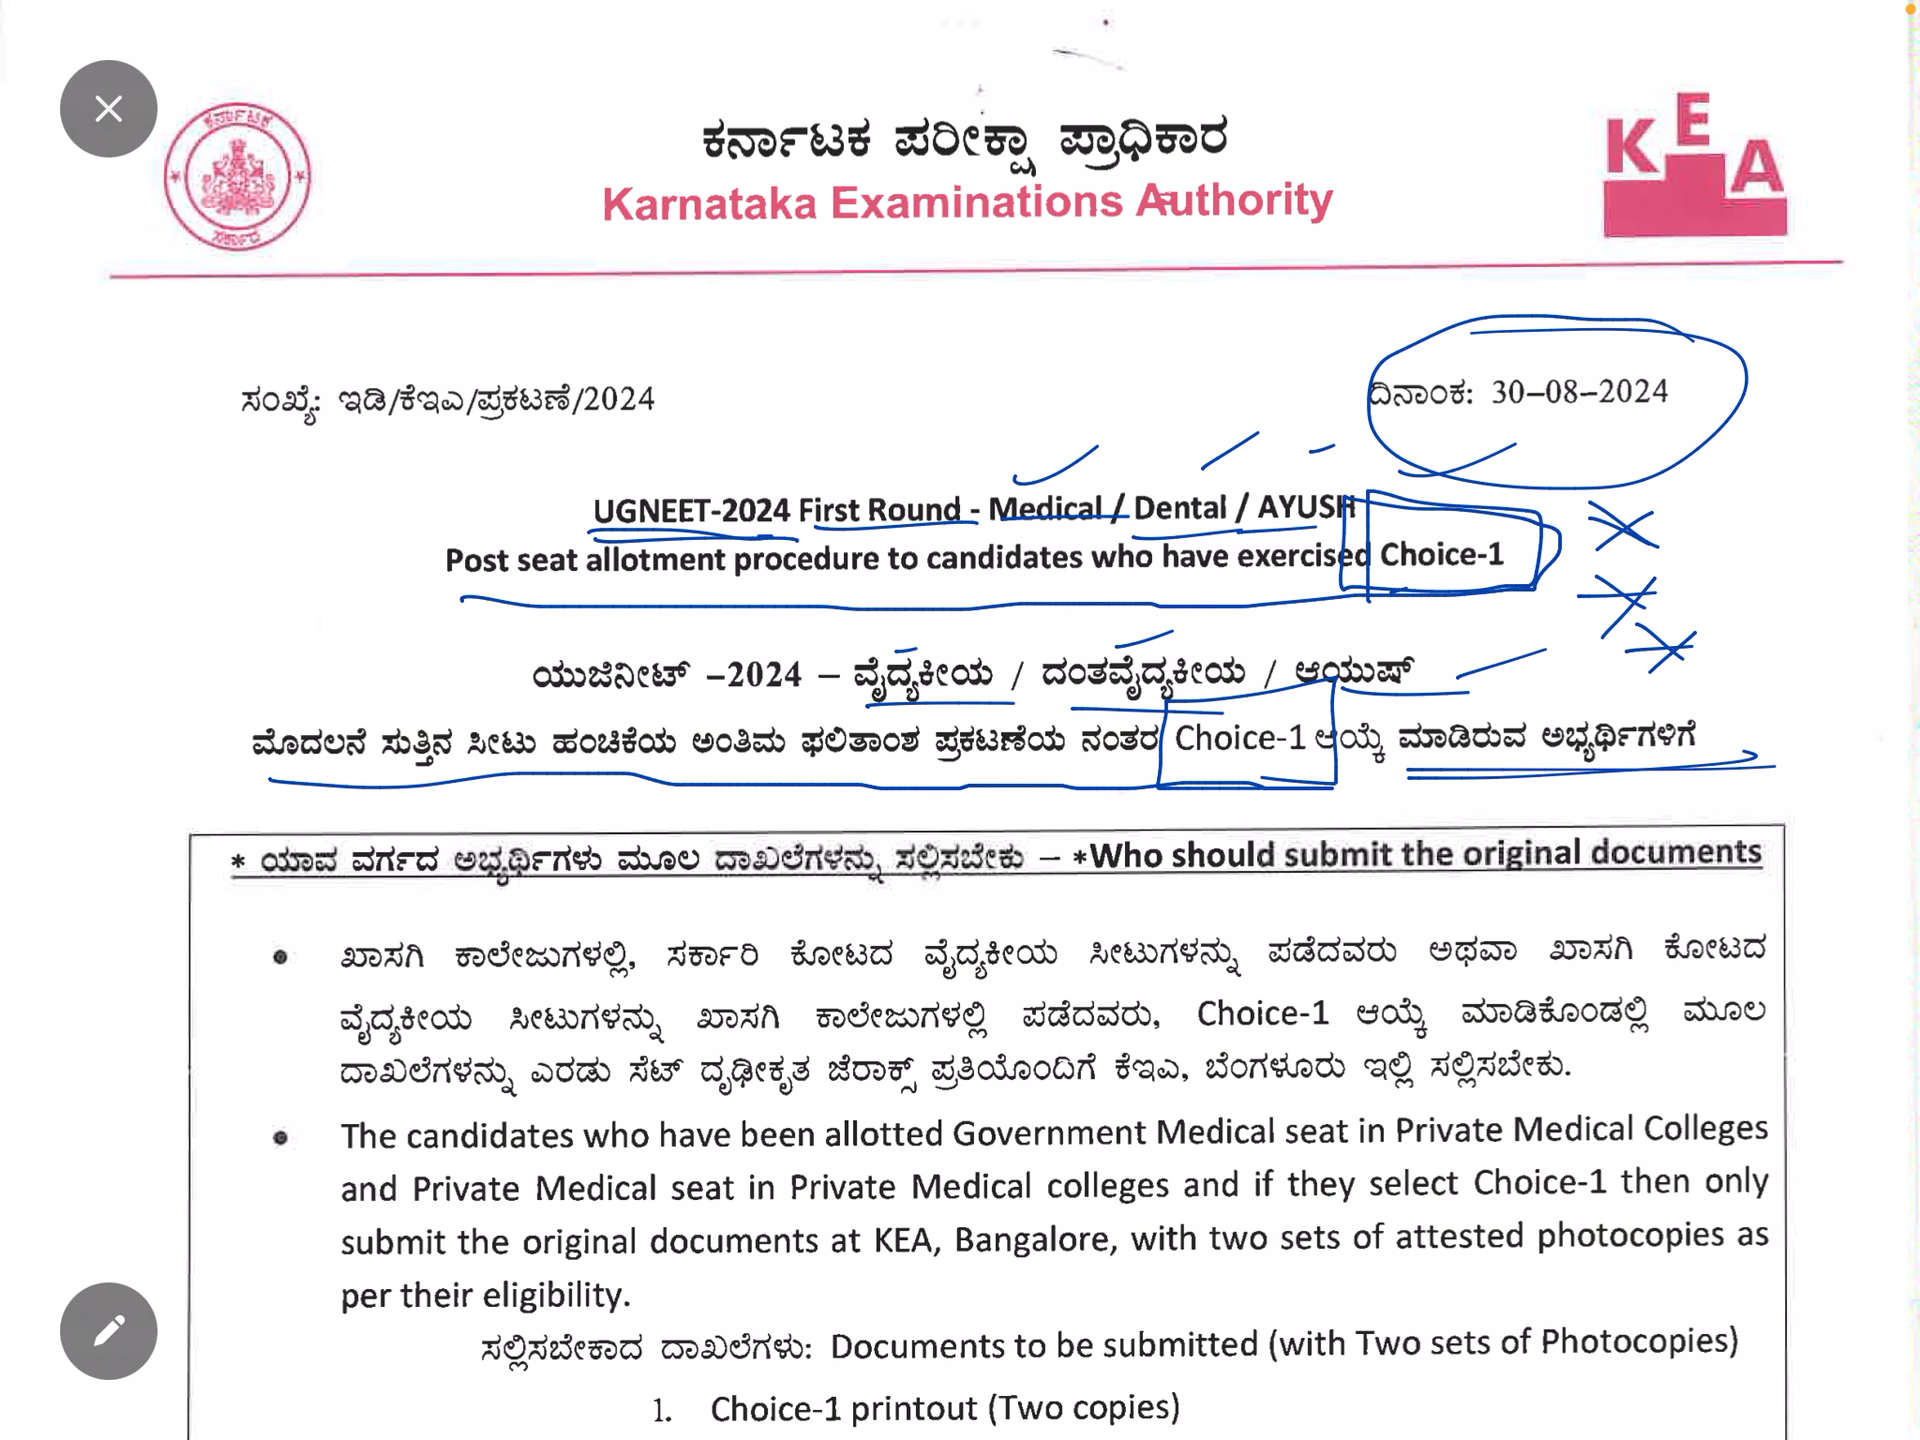 ಕರ್ನಾಟಕ
ಸರ್ಕಾರ
ಕರ್ನಾಟಕ ಪರೀಕ್ಷಾ ಪ್ರಾಧಿಕಾರ
Karnataka Examinations Authority
KEA
ಸಂಖ್ಯೆ: ಇಡಿ/ಕೆಇಎ/ಪ್ರಕಟಣೆ/2024
ದಿನಾಂಕ: 30-08-2024
UGNEET-2024 First Round - Medical / Dental / AYUSH
Post seat allotment procedure to candidates who have exercised Choice-1
ಯುಜಿನೀಟ್ -2024 – ವೈದ್ಯಕೀಯ / ದಂತವೈದ್ಯಕೀಯ / ಆಯುಷ್
ಮೊದಲನೆ ಸುತ್ತಿನ ಸೀಟು ಹಂಚಿಕೆಯ ಅಂತಿಮ ಫಲಿತಾಂಶ ಪ್ರಕಟಣೆಯ ನಂತರ Choice-1 ಆಯ್ಕೆ ಮಾಡಿರುವ ಅಭ್ಯರ್ಥಿಗಳಿಗೆ
* ಯಾವ ವರ್ಗದ ಅಭ್ಯರ್ಥಿಗಳು ಮೂಲ ದಾಖಲೆಗಳನ್ನು ಸಲ್ಲಿಸಬೇಕು – *Who should submit the original documents
• ಖಾಸಗಿ ಕಾಲೇಜುಗಳಲ್ಲಿ, ಸರ್ಕಾರಿ ಕೋಟದ ವೈದ್ಯಕೀಯ ಸೀಟುಗಳನ್ನು ಪಡೆದವರು ಅಥವಾ ಖಾಸಗಿ ಕೋಟದ
ವೈದ್ಯಕೀಯ ಸೀಟುಗಳನ್ನು ಖಾಸಗಿ ಕಾಲೇಜುಗಳಲ್ಲಿ ಪಡೆದವರು, Choice-1 ಆಯ್ಕೆ ಮಾಡಿಕೊಂಡಲ್ಲಿ ಮೂಲ
ದಾಖಲೆಗಳನ್ನು ಎರಡು ಸೆಟ್ ದೃಢೀಕೃತ ಜೆರಾಕ್ಸ್ ಪ್ರತಿಯೊಂದಿಗೆ ಕೆಇಎ, ಬೆಂಗಳೂರು ಇಲ್ಲಿ ಸಲ್ಲಿಸಬೇಕು.
• The candidates who have been allotted Government Medical seat in Private Medical Colleges
and Private Medical seat in Private Medical colleges and if they select Choice-1 then only
submit the original documents at KEA, Bangalore, with two sets of attested photocopies as
per their eligibility.
ಸಲ್ಲಿಸಬೇಕಾದ ದಾಖಲೆಗಳು: Documents to be submitted (with Two sets of Photocopies)
1. Choice-1 printout (Two copies)